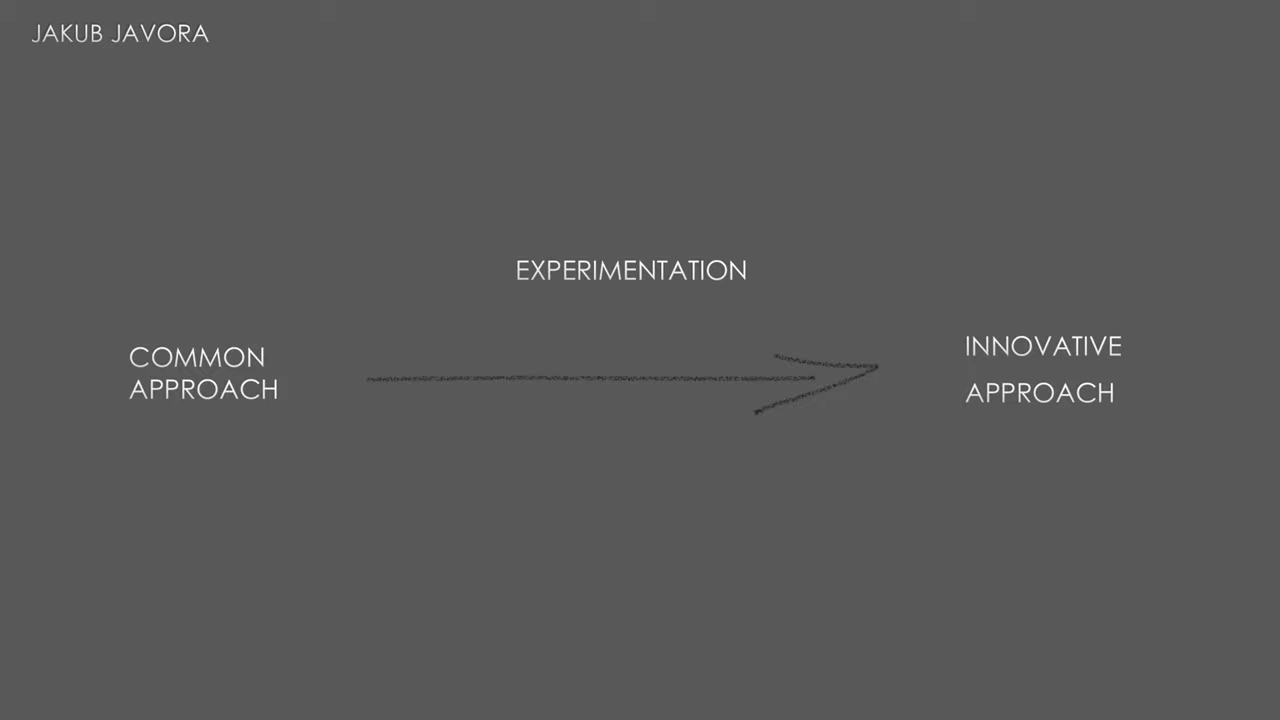 JAKUB JAVORA
EXPERIMENTATION
COMMON
APPROACH
INNOVATIVE
APPROACH